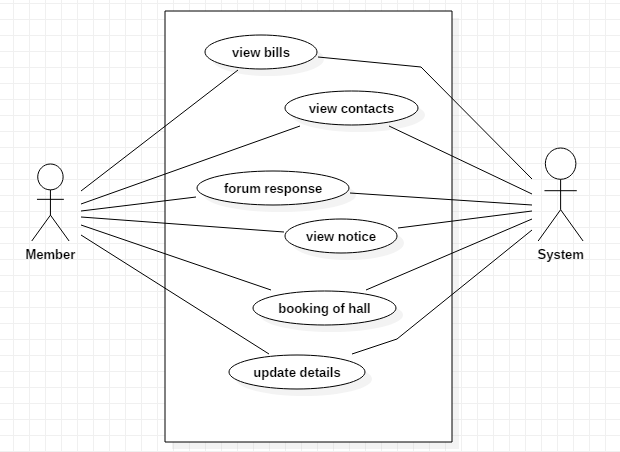 view bills
view contacts
forum response
view notice
Member
System
booking of hall
update details